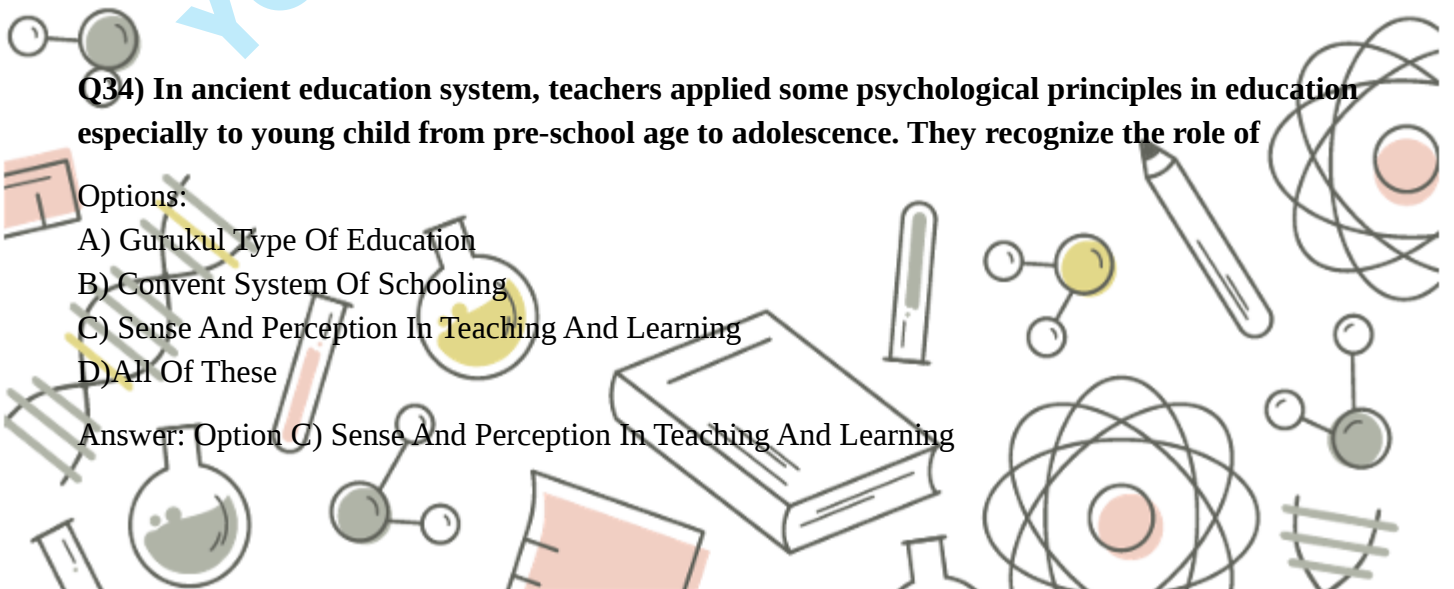 Q34) In ancient education system, teachers applied some psychological principles in education
especially to young child from pre-school age to adolescence. They recognize the role of
Options:
A) Gurukul Type Of Education
B) Convent System Of Schooling
C) Sense And Perception In Teaching And Learning
D)All Of These
Answer: Option C) Sense And Perception In Teaching And Learning